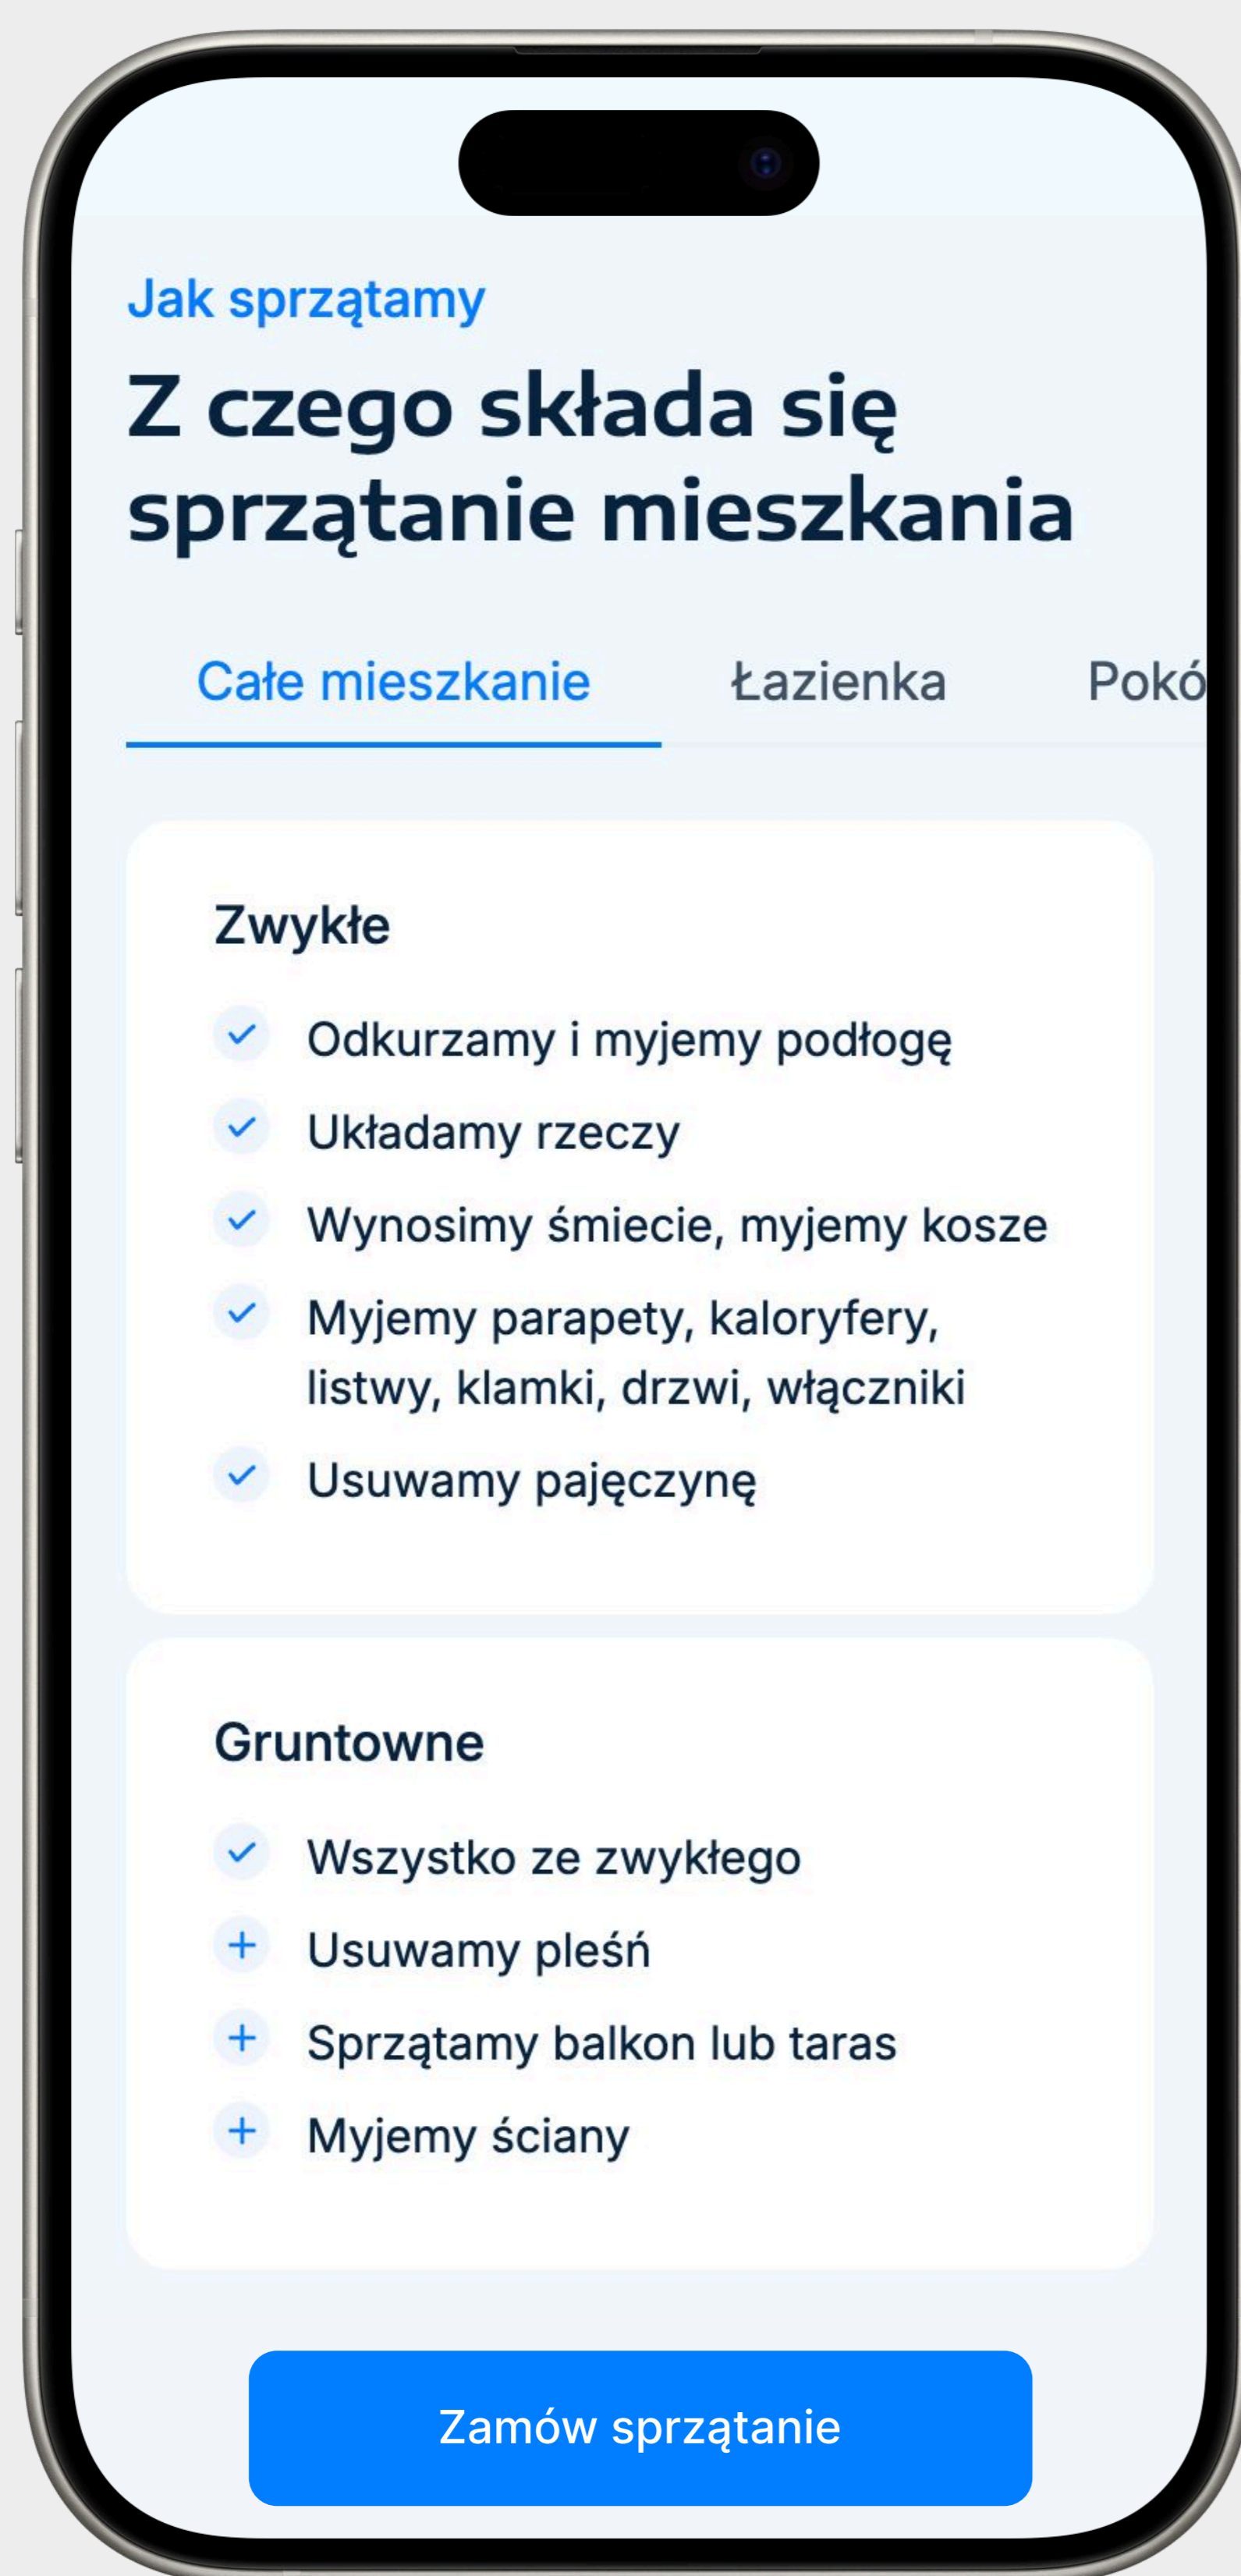 Jak sprzątamy
Z czego składa się
sprzątanie mieszkania
Całe mieszkanie Łazienka Pokó
Zwykłe
Odkurzamy i myjemy podłogę
Układamy rzeczy
Wynosimy śmiecie, myjemy kosze
Myjemy parapety, kaloryfery,
listwy, klamki, drzwi, włączniki
Usuwamy pajęczynę
Gruntowne
Wszystko ze zwykłego
Usuwamy pleśń
Sprzątamy balkon lub taras
Myjemy ściany
Zamów sprzątanie